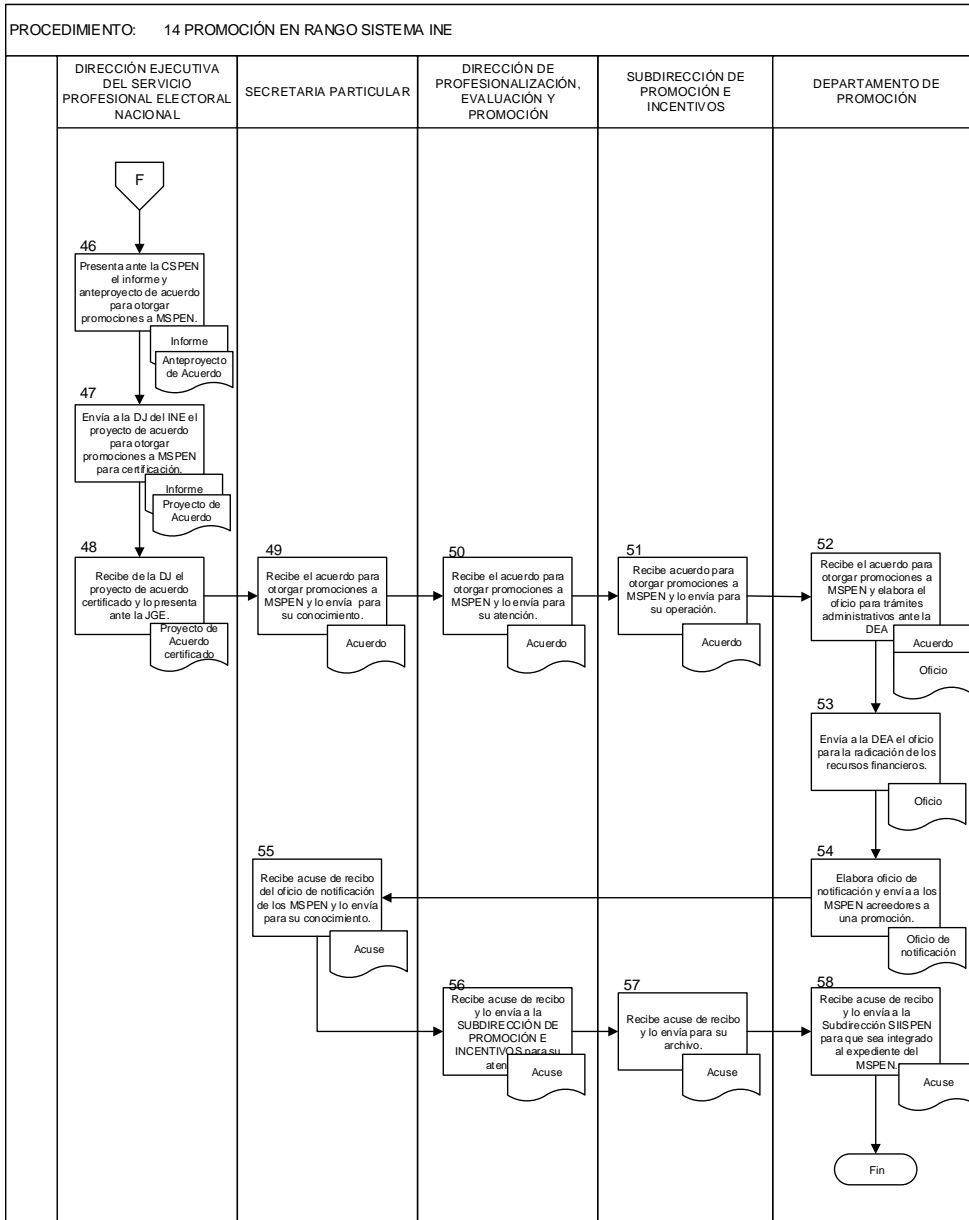 PROCEDIMIENTO: 14 PROMOCIÓN EN RANGO SISTEMA INE
DIRECCIÓN EJECUTIVA
DEL SERVICIO
PROFESIONAL ELECTORAL
NACIONAL
SECRETARIA PARTICULAR
DIRECCIÓN DE
PROFESIONALIZACIÓN,
EVALUACIÓN Y
PROMOCIÓN
SUBDIRECCIÓN DE
PROMOCIÓN E
INCENTIVOS
DEPARTAMENTO DE
PROMOCIÓN
F
46
Presenta ante la CSPEN
el informe y
anteproyecto de acuerdo
para otorgar
promociones a MSPEN.
Informe
Anteproyecto
de Acuerdo
47
Envía a la DJ del INE el
proyecto de acuerdo
para otorgar
promociones a MSPEN
para certificación.
Informe
Proyecto de
Acuerdo
48
Recibe de la DJ el
proyecto de acuerdo
certificado y lo presenta
ante la JGE.
Proyecto de
Acuerdo
certificado
49
Recibe el acuerdo para
otorgar promociones a
MSPEN y lo envía para
su conocimiento.
Acuerdo
50
Recibe el acuerdo para
otorgar promociones a
MSPEN y lo envía para
su atención.
Acuerdo
51
Recibe acuerdo para
otorgar promociones a
MSPEN y lo envía para
su operación.
Acuerdo
52
Recibe el acuerdo para
otorgar promociones a
MSPEN y elabora el
oficio para trámites
administrativos ante la
DEA
Acuerdo
Oficio
53
Envía a la DEA el oficio
para la radicación de los
recursos financieros.
Oficio
54
Elabora oficio de
notificación y envía a los
MSPEN acreedores a
una promoción.
Oficio de
notificación
55
Recibe acuse de recibo
del oficio de notificación
de los MSPEN y lo envía
para su conocimiento.
Acuse
56
Recibe acuse de recibo
y lo envía a la
SUBDIRECCIÓN DE
PROMOCIÓN E
INCENTIVOS para su
aten
Acuse
57
Recibe acuse de recibo
y lo envía para su
archivo.
Acuse
58
Recibe acuse de recibo
y lo envía a la
Subdirección SIISPEN
para que sea integrado
al expediente del
MSPEN.
Acuse
Fin